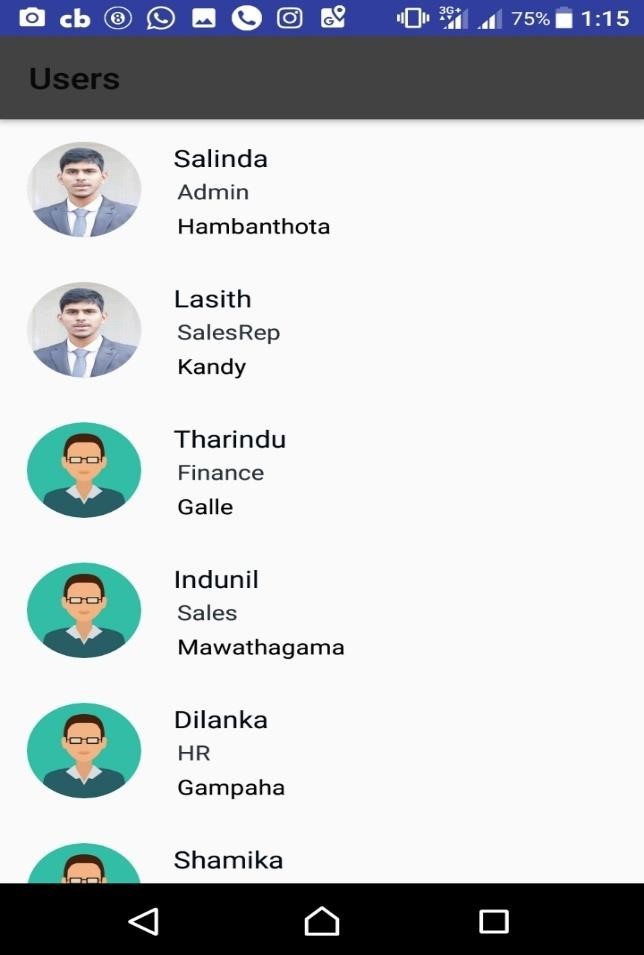 cb 8 3G+ 75% 1:15
Users
Salinda
Admin
Hambanthota
Lasith
SalesRep
Kandy
Tharindu
Finance
Galle
Indunil
Sales
Mawathagama
Dilanka
HR
Gampaha
Shamika